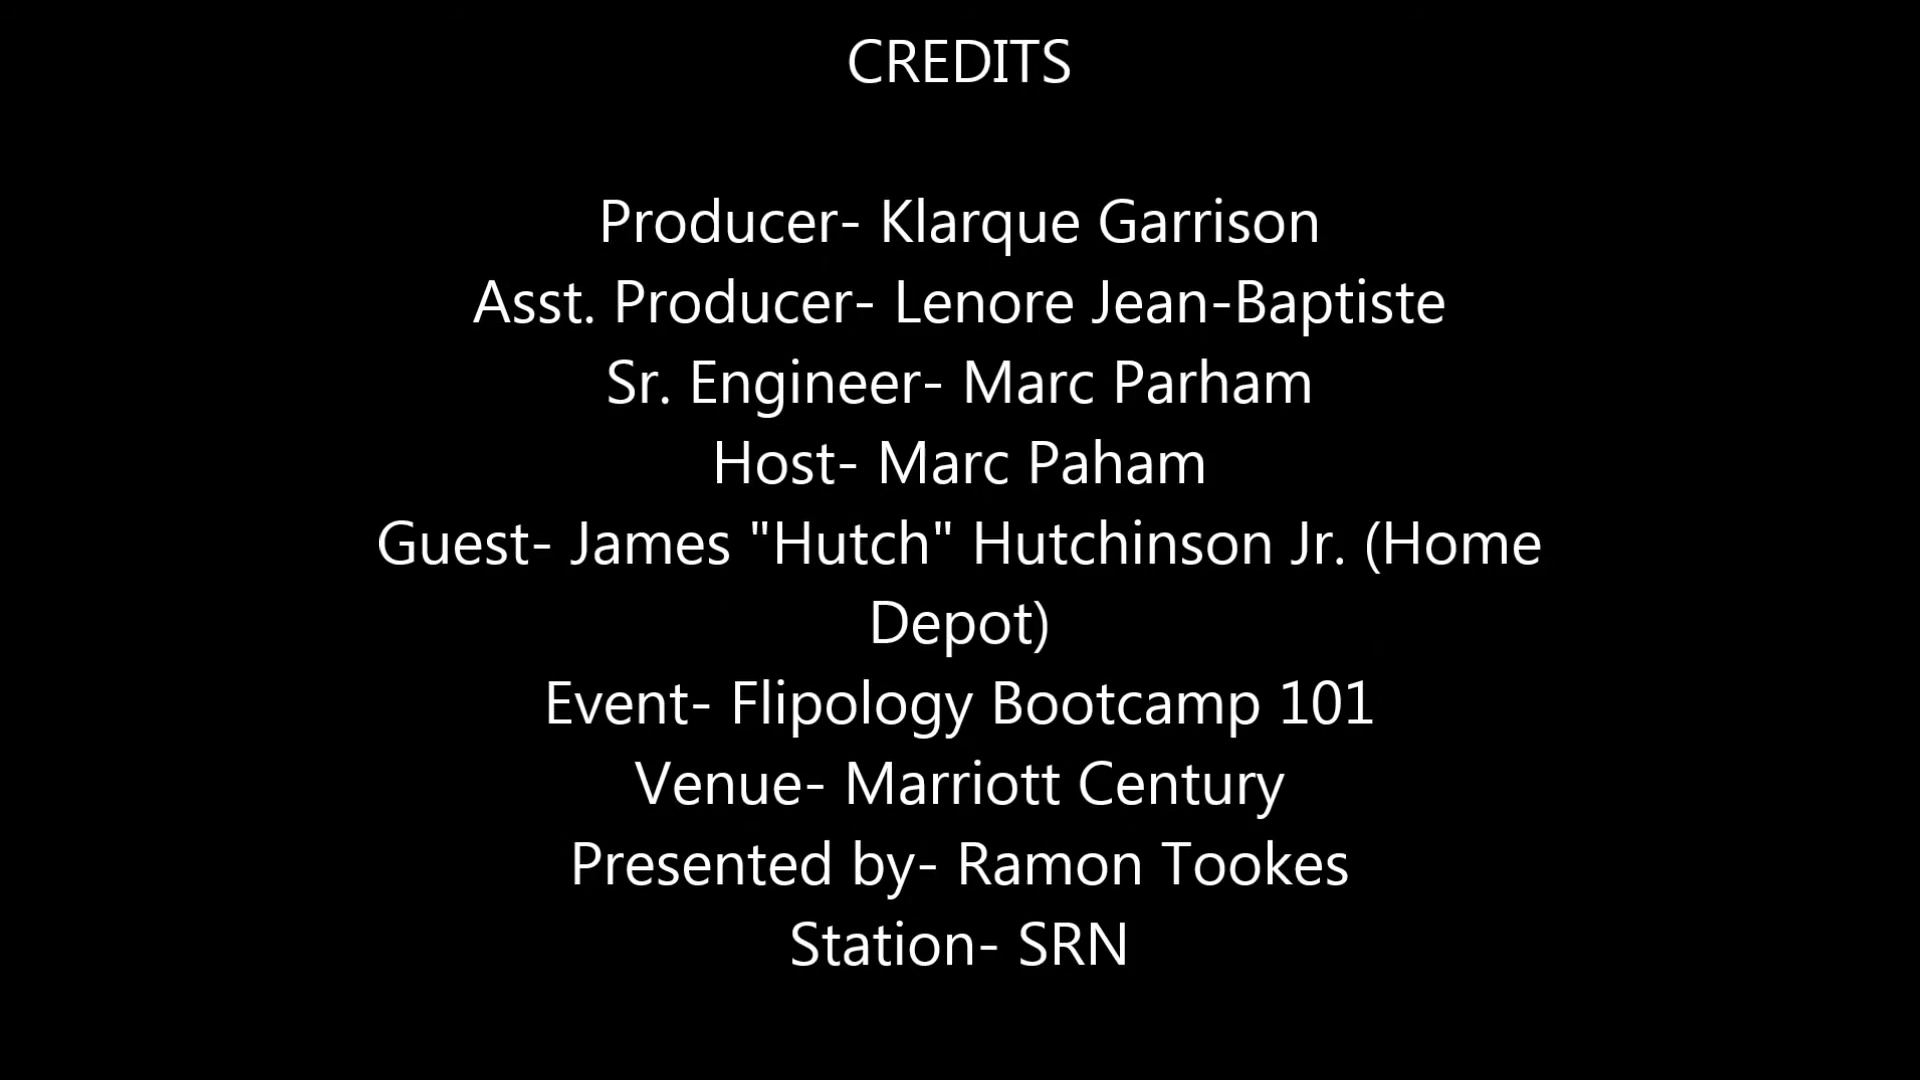 CREDITS
Producer- Klarque Garrison
Asst. Producer- Lenore Jean-Baptiste
Sr. Engineer- Marc Parham
Host- Marc Paham
Guest- James "Hutch" Hutchinson Jr. (Home
Depot)
Event- Flipology Bootcamp 101
Venue- Marriott Century
Presented by- Ramon Tookes
Station- SRN